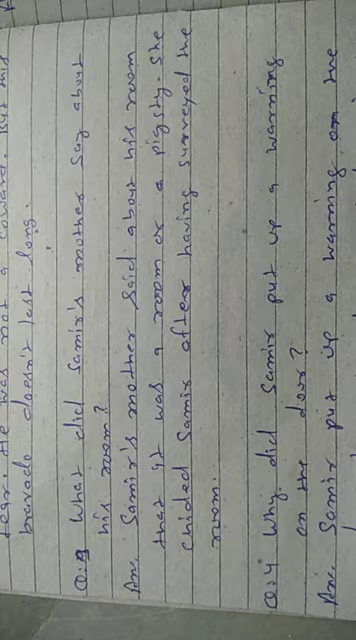 fear. He was not a coward. But this
bravado doesn't last long.
Q:3 What did Samir's mother say about
his room?
An: Samir's mother said about his room
that it was a room or a pigsty. She
chided Samir after having surveyed the
room.
Q:4 Why did Samir put up a warning
on the door?
An: Samir put up a warning on the